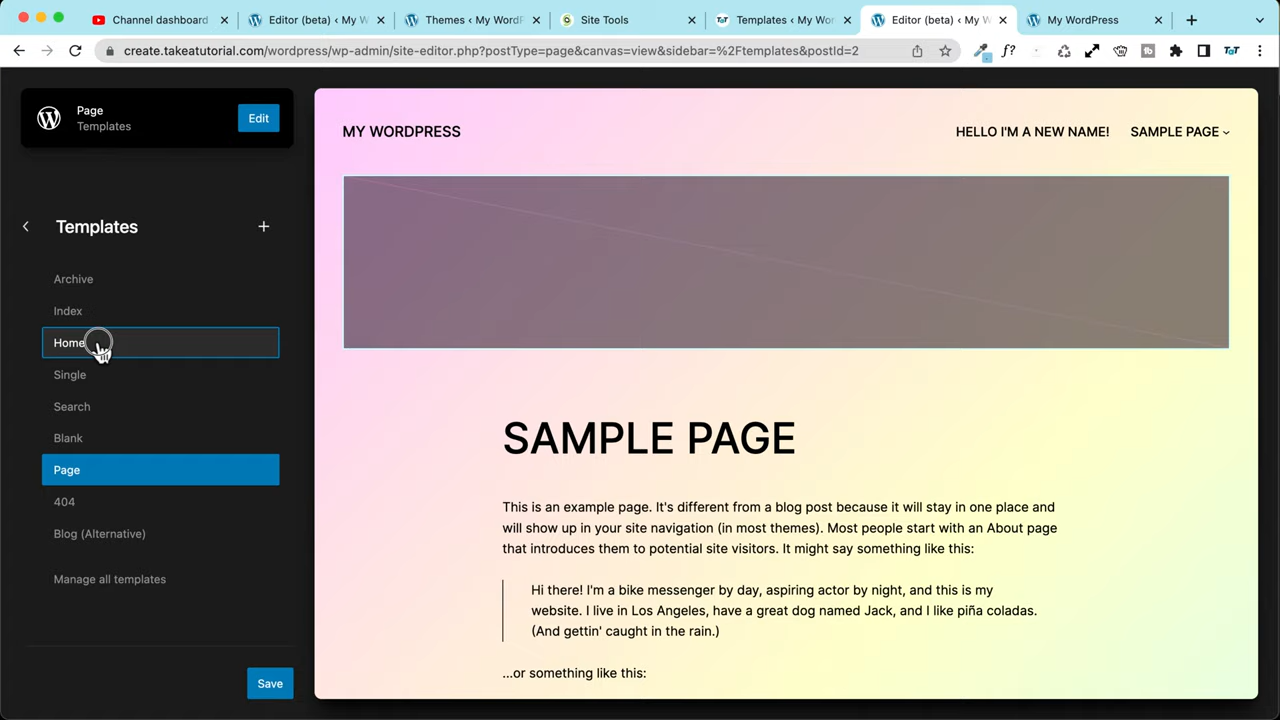 Channel dashboard
Editor (beta) ‹ My W
Themes ‹ My WordP
Site Tools
Templates ‹ My Wor
Editor (beta) ‹ My W
My WordPress
create.takeatutorial.com/wordpress/wp-admin/site-editor.php?postType=page&canvas=view&sidebar=%2Ftemplates&postId=2
Page
Templates
Edit
Templates
Archive
Index
Home
Single
Search
Blank
Page
404
Blog (Alternative)
Manage all templates
Save
MY WORDPRESS
HELLO I'M A NEW NAME!
SAMPLE PAGE
SAMPLE PAGE
This is an example page. It's different from a blog post because it will stay in one place and
will show up in your site navigation (in most themes). Most people start with an About page
that introduces them to potential site visitors. It might say something like this:
Hi there! I'm a bike messenger by day, aspiring actor by night, and this is my
website. I live in Los Angeles, have a great dog named Jack, and I like piña coladas.
(And gettin' caught in the rain.)
...or something like this: